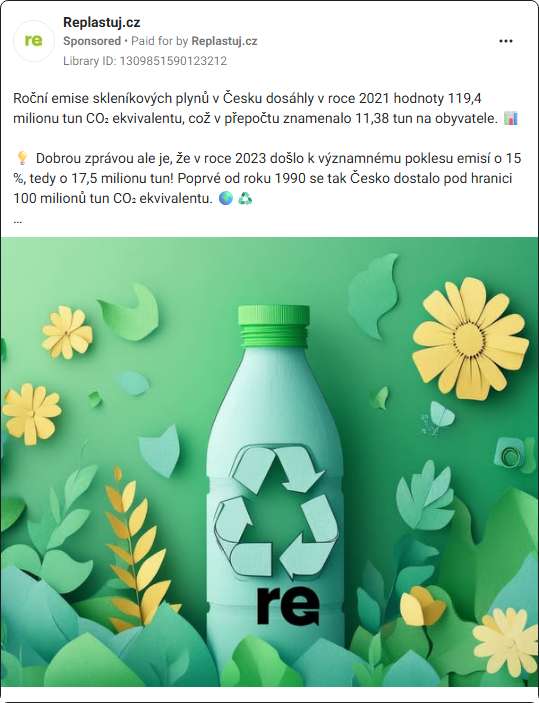 Replastuj.cz
re
Sponsored • Paid for by Replastuj.cz
Library ID: 1309851590123212
Roční emise skleníkových plynů v Česku dosáhly v roce 2021 hodnoty 119,4
milionu tun CO₂ ekvivalentu, což v přepočtu znamenalo 11,38 tun na obyvatele. 📊
💡 Dobrou zprávou ale je, že v roce 2023 došlo k významnému poklesu emisí o 15
%, tedy o 17,5 milionu tun! Poprvé od roku 1990 se tak Česko dostalo pod hranici
100 milionů tun CO₂ ekvivalentu. 🌍 ♻️
...
re